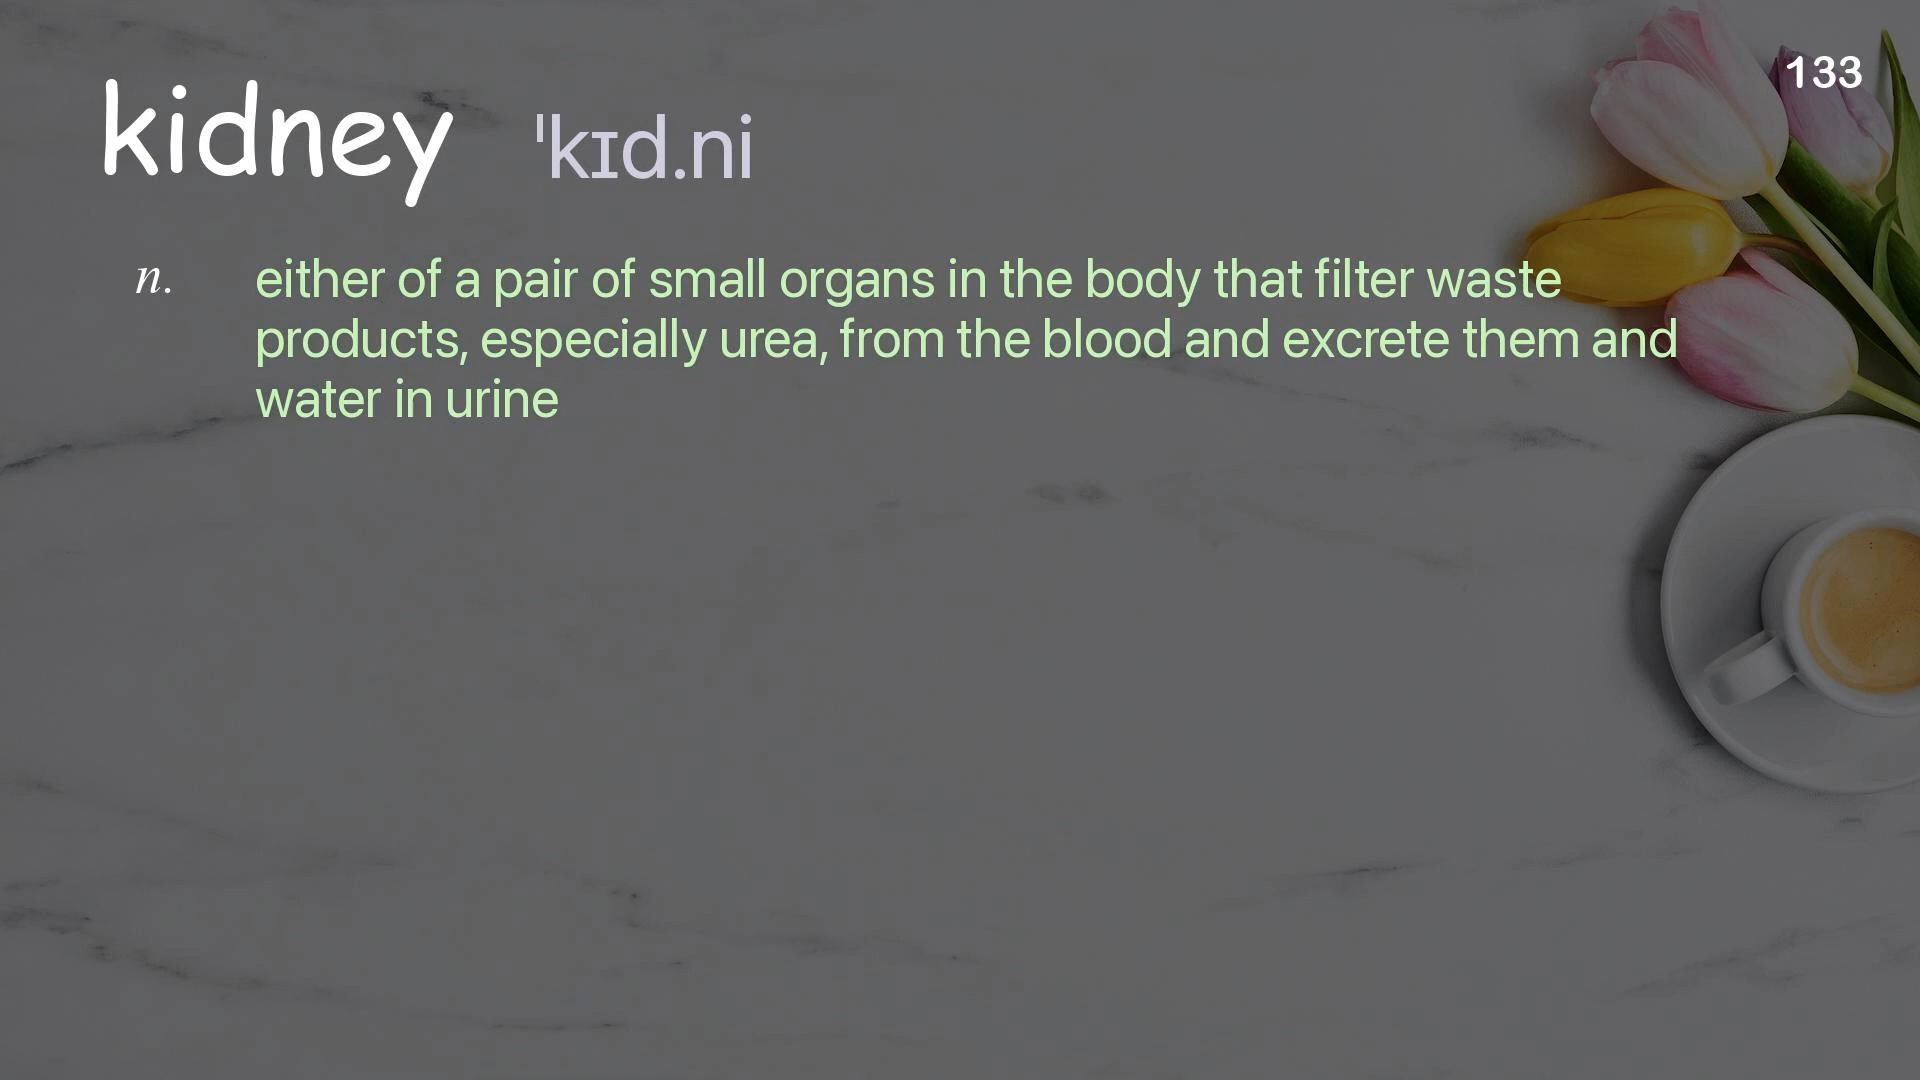 133
kidney ˈkɪd.ni
n. either of a pair of small organs in the body that filter waste
products, especially urea, from the blood and excrete them and
water in urine